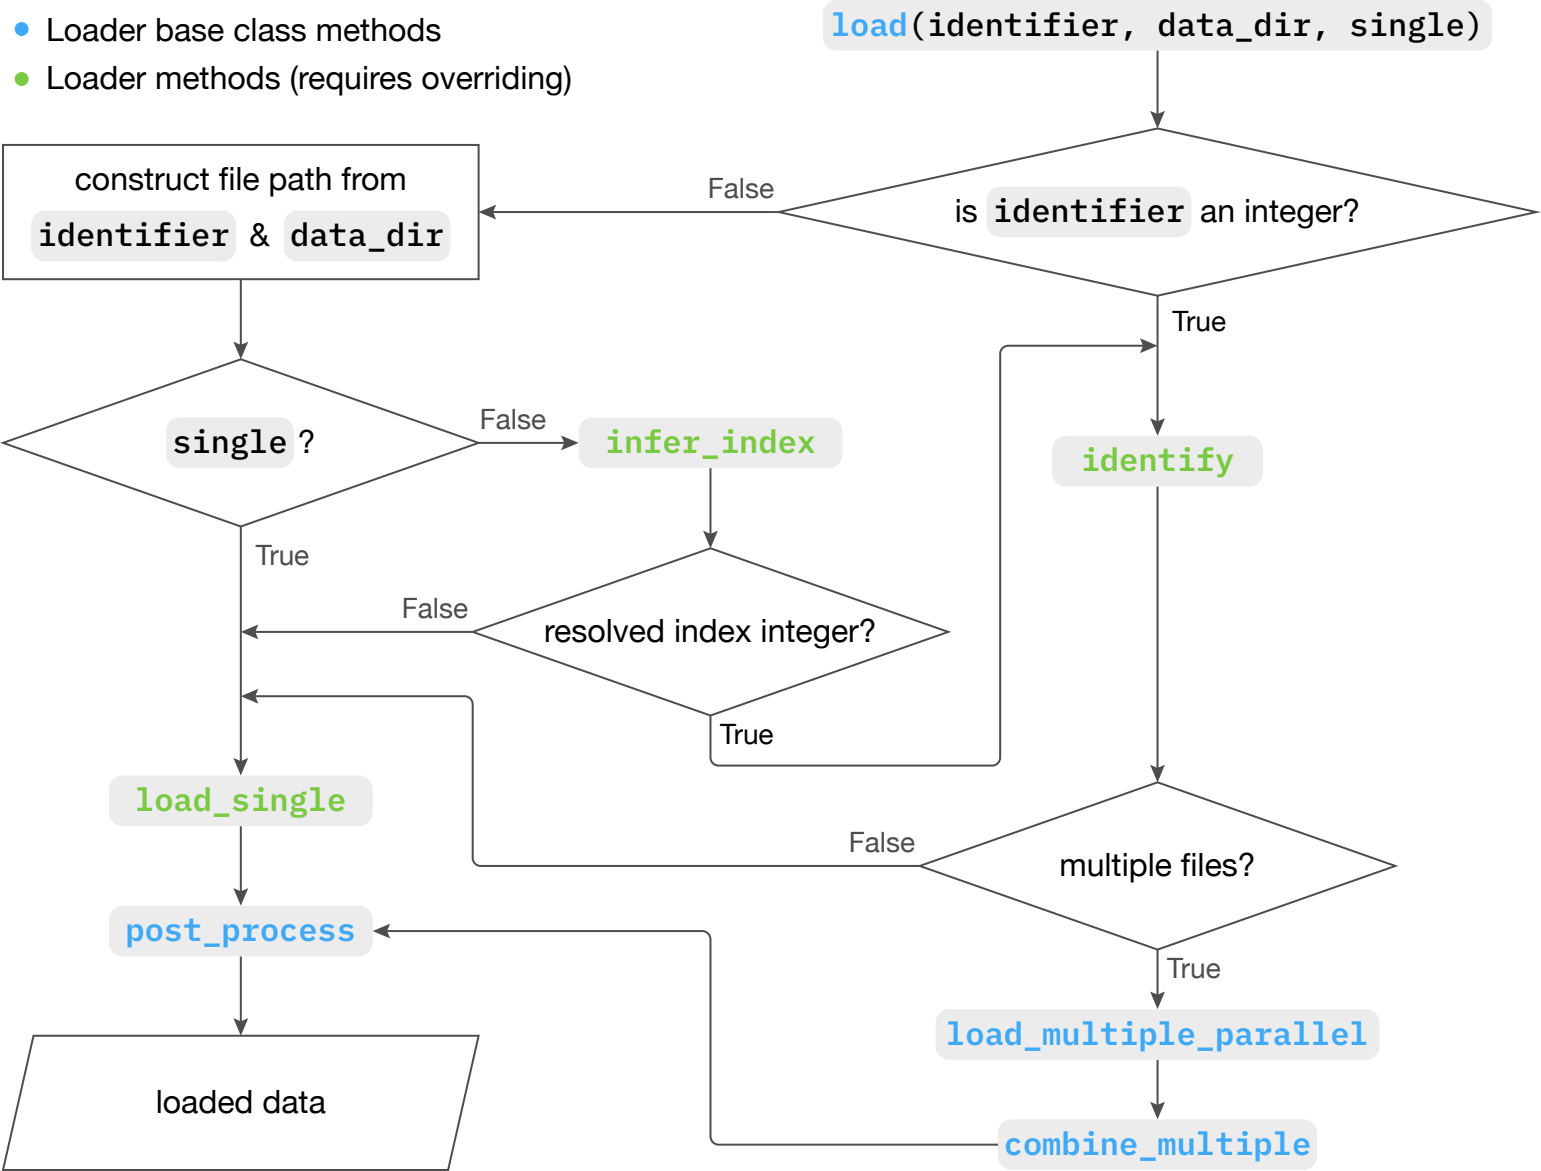 Loader base class methods
Loader methods (requires overriding)
load(identifier, data_dir, single)
is identifier an integer?
False
True
construct file path from
identifier & data_dir
single ?
False
True
infer_index
identify
resolved index integer?
False
True
load_single
multiple files?
False
True
post_process
load_multiple_parallel
combine_multiple
loaded data